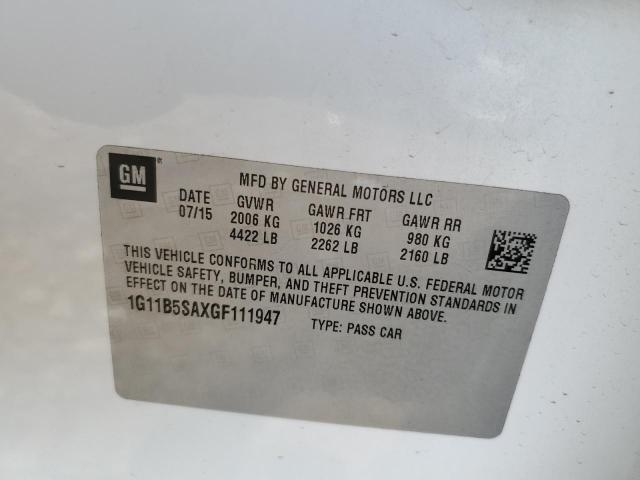 GM
MFD BY GENERAL MOTORS LLC
DATE GVWR GAWR FRT GAWR RR
07/15 2006 KG 1026 KG 980 KG
4422 LB 2262 LB 2160 LB
THIS VEHICLE CONFORMS TO ALL APPLICABLE U.S. FEDERAL MOTOR
VEHICLE SAFETY, BUMPER, AND THEFT PREVENTION STANDARDS IN
EFFECT ON THE DATE OF MANUFACTURE SHOWN ABOVE.
1G11B5SAXGF111947 TYPE: PASS CAR